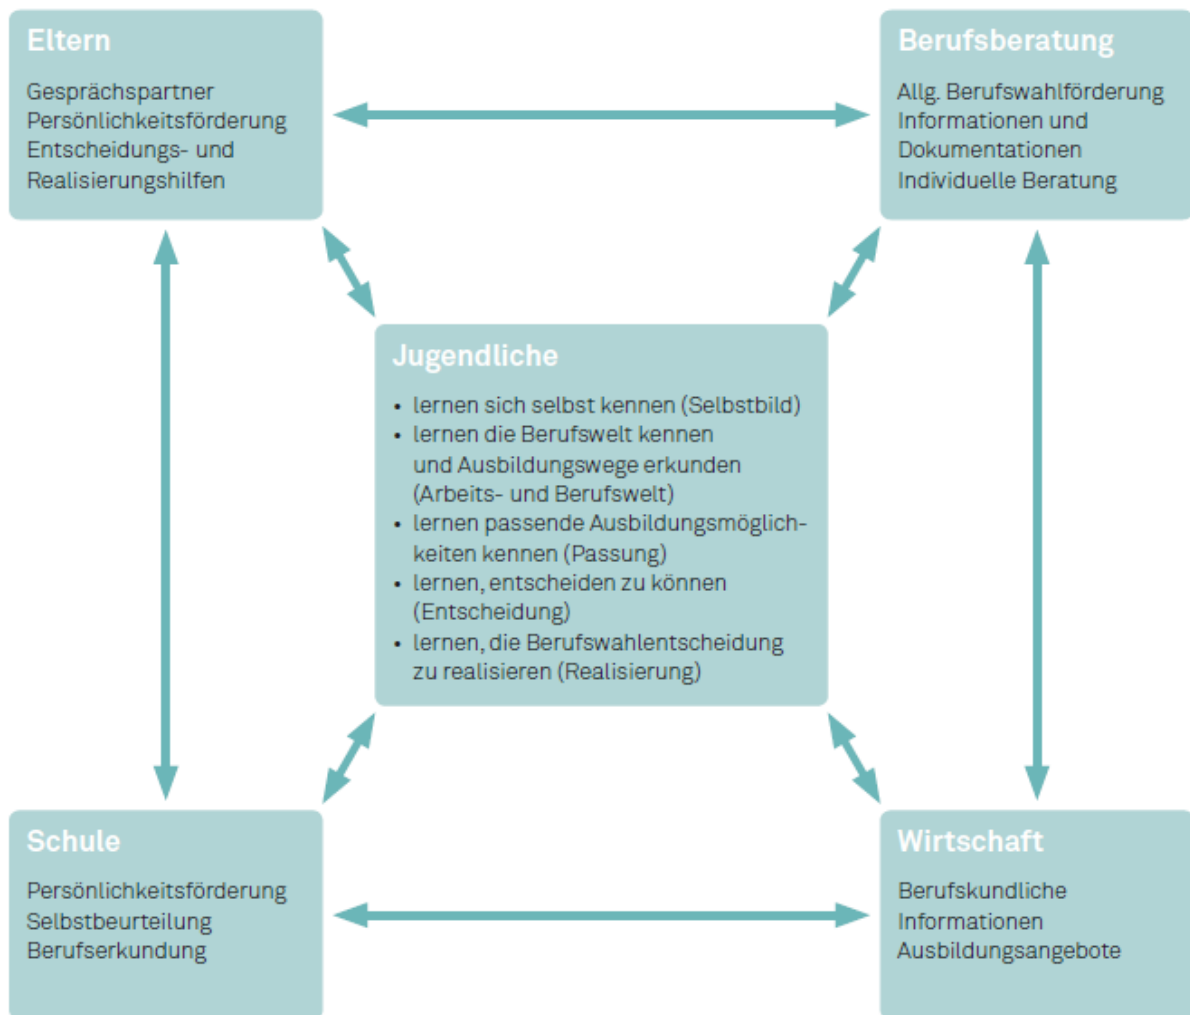 Eltern
Gesprächspartner
Persönlichkeitsförderung
Entscheidungs- und
Realisierungshilfen
Berufsberatung
Allg. Berufswahlförderung
Informationen und
Dokumentationen
Individuelle Beratung
Jugendliche
• lernen sich selbst kennen (Selbstbild)
• lernen die Berufswelt kennen
und Ausbildungswege erkunden
(Arbeits- und Berufswelt)
• lernen passende Ausbildungsmöglich-
keiten kennen (Passung)
• lernen, entscheiden zu können
(Entscheidung)
• lernen, die Berufswahlentscheidung
zu realisieren (Realisierung)
Schule
Persönlichkeitsförderung
Selbstbeurteilung
Berufserkundung
Wirtschaft
Berufskundliche
Informationen
Ausbildungsangebote